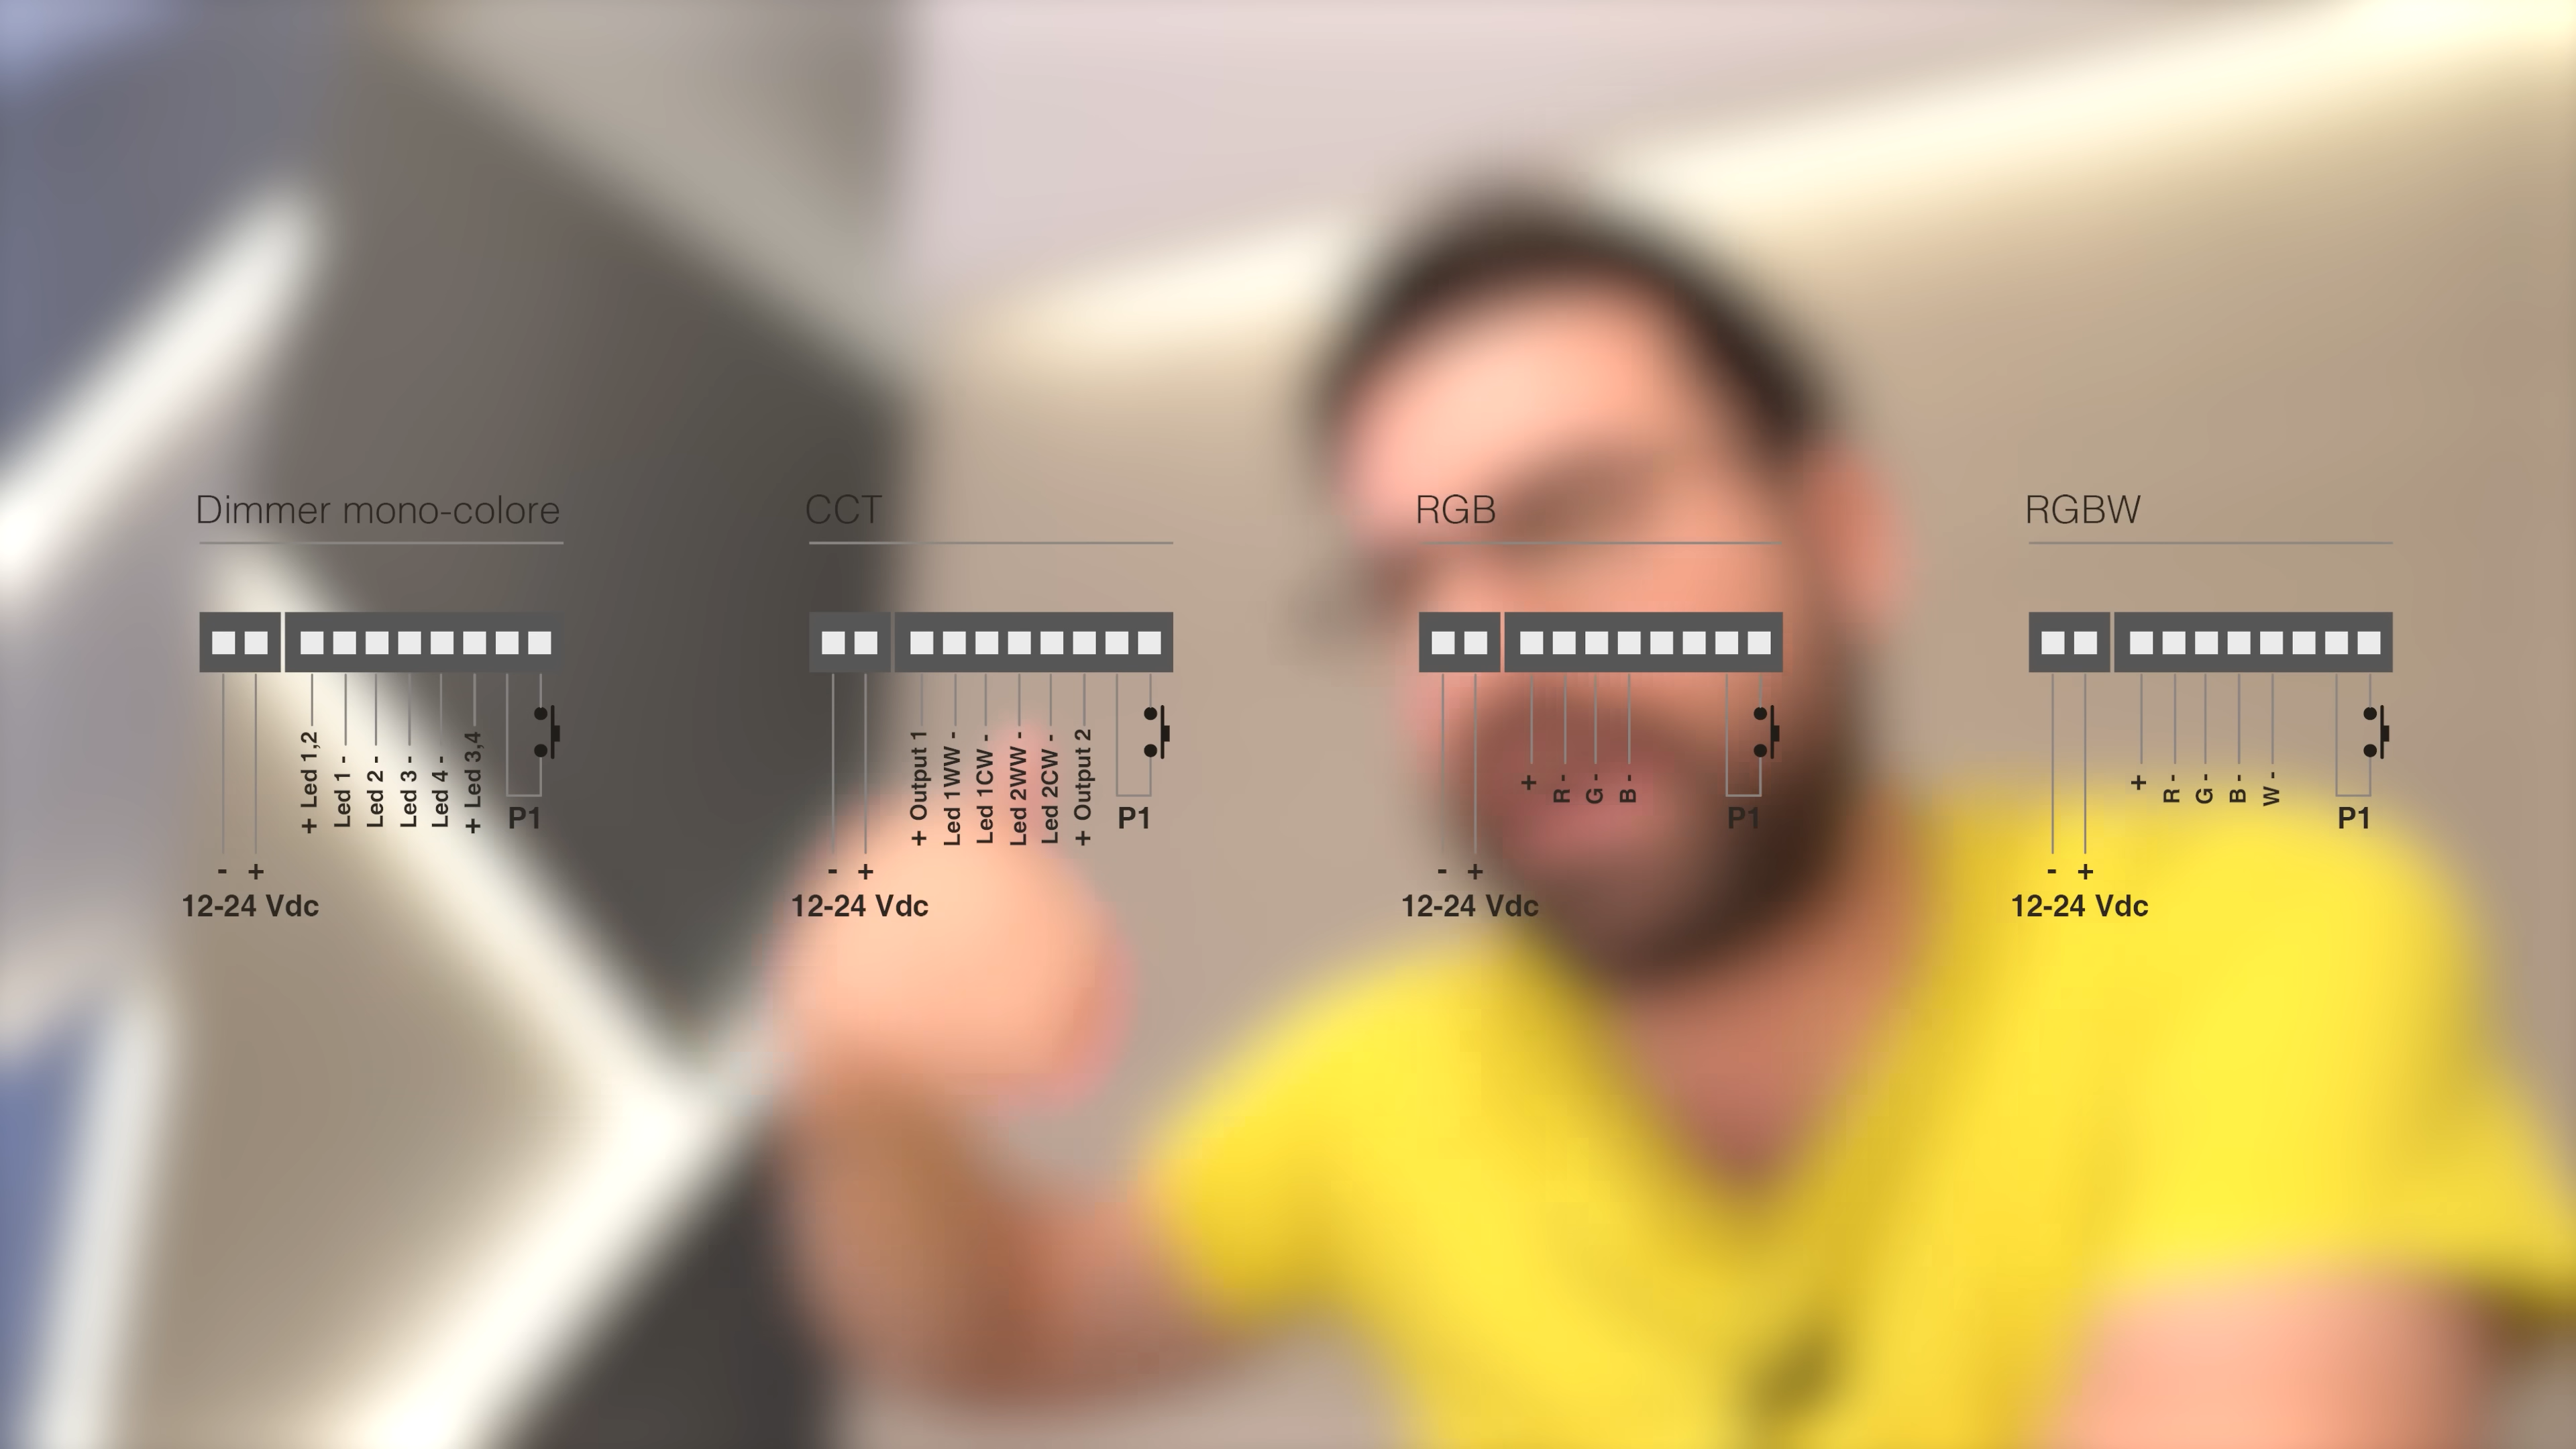 Dimmer mono-colore
+ Led 1,2
Led 1 -
Led 2 -
Led 3 -
Led 4 -
+ Led 3,4
P1
- +
12-24 Vdc
CCT
+ Output 1
Led 1WW -
Led 1CW -
Led 2WW -
Led 2CW -
+ Output 2
P1
- +
12-24 Vdc
RGB
+
R -
G -
B -
P1
- +
12-24 Vdc
RGBW
+
R -
G -
B -
W -
P1
- +
12-24 Vdc